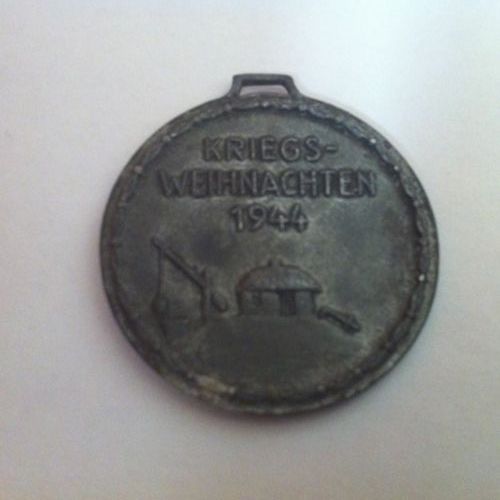 KRIEGS-
WEIHNACHTEN
1944